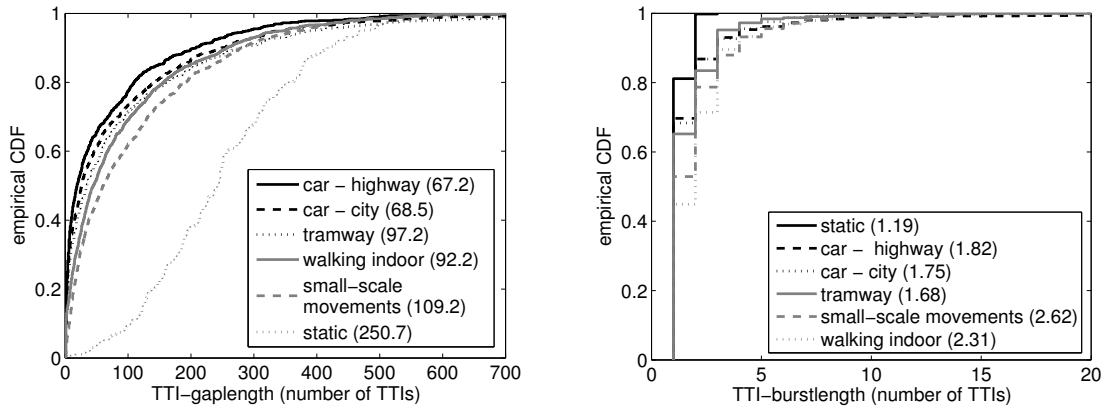 1
0.8
0.6
0.4
0.2
0
empirical CDF
0 100 200 300 400 500 600 700
TTI-gaplength (number of TTIs)
car - highway (67.2)
car - city (68.5)
tramway (97.2)
walking indoor (92.2)
small-scale
movements (109.2)
static (250.7)
1
0.8
0.6
0.4
0.2
0
empirical CDF
0 5 10 15 20
TTI-burstlength (number of TTIs)
static (1.19)
car - highway (1.82)
car - city (1.75)
tramway (1.68)
small-scale movements (2.62)
walking indoor (2.31)